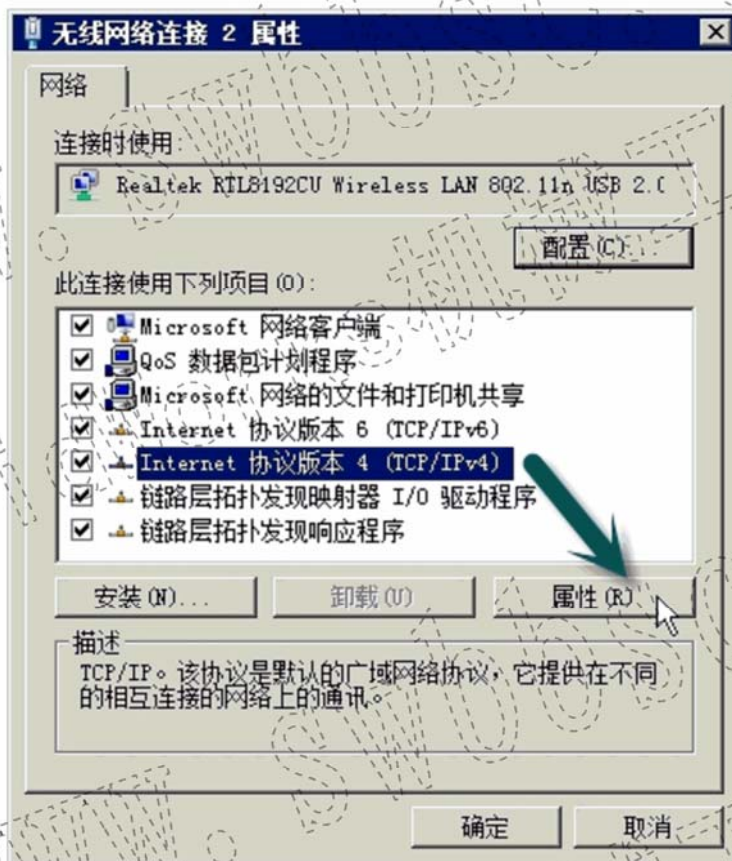 无线网络连接 2 属性
网络
连接时使用:
Realtek RTL8192CU Wireless LAN 802.11n USB 2.0
配置(C)...
此连接使用下列项目(O):
Microsoft 网络客户端
QoS 数据包计划程序
Microsoft 网络的文件和打印机共享
Internet 协议版本 6 (TCP/IPv6)
Internet 协议版本 4 (TCP/IPv4)
链路层拓扑发现映射器 I/O 驱动程序
链路层拓扑发现响应程序
安装(N)... 卸载(U) 属性(R)
描述
TCP/IP。该协议是默认的广域网络协议,它提供在不同
的相互连接的网络上的通讯。
确定 取消